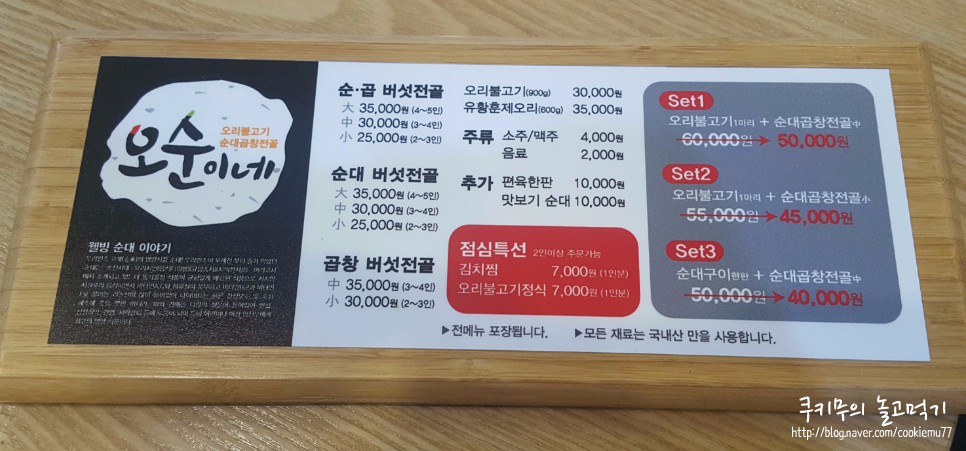 오리불고기
순대곱창전골
오순이네
웰빙 순대 이야기
순·곱 버섯전골
大 35,000원 (4~5인)
中 30,000원 (3~4인)
小 25,000원 (2~3인)
순대 버섯전골
大 35,000원 (4~5인)
中 30,000원 (3~4인)
小 25,000원 (2~3인)
곱창 버섯전골
中 35,000원 (3~4인)
小 30,000원 (2~3인)
오리불고기(900g) 30,000원
유황훈제오리(600g) 35,000원
주류 소주/맥주 4,000원
음료 2,000원
추가 편육한판 10,000원
맛보기 순대 10,000원
점심특선 2인이상 주문가능
김치찜 7,000원 (1인분)
오리불고기정식 7,000원 (1인분)
Set1
오리불고기1마리 + 순대곱창전골中
60,000원 50,000원
Set2
오리불고기1마리 + 순대곱창전골小
55,000원 45,000원
Set3
순대구이한판 + 순대곱창전골中
50,000원 40,000원
▶전메뉴 포장됩니다. ▶모든 재료는 국내산 만을 사용합니다.
쿠키무의 놀고먹기
http://blog.naver.com/cookiemu77